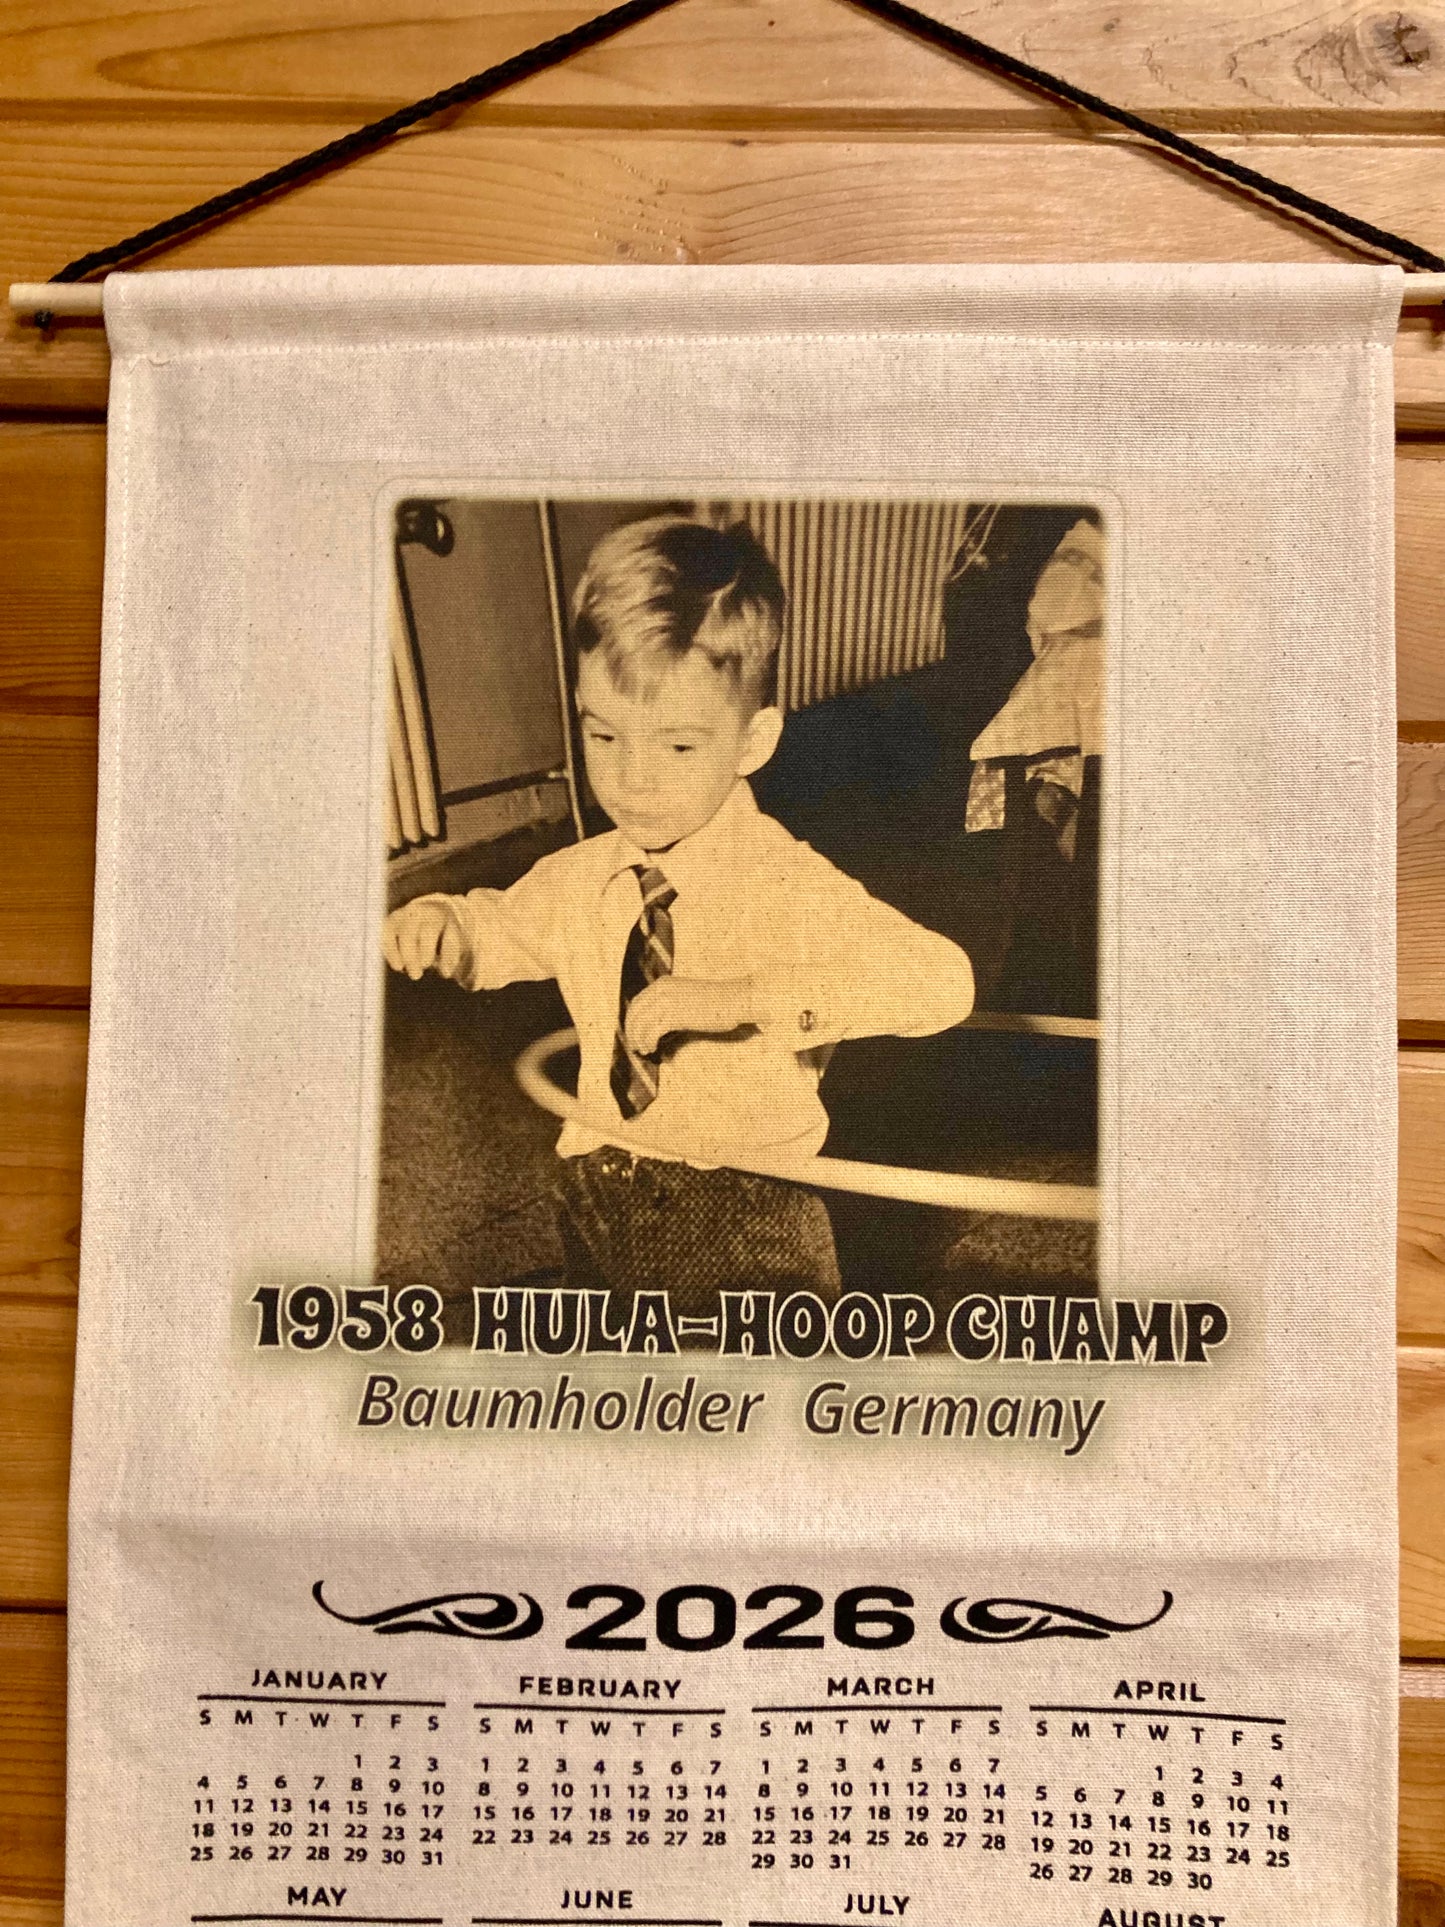 1958 HULA-HOOP CHAMP
Baumholder Germany
2026
JANUARY FEBRUARY MARCH APRIL
S M T W T F S S M T W T F S S M T W T F S S M T W T F S
1 2 3 1 2 3 4 5 6 7 1 2 3 4 5 6 7 1 2 3 4
4 5 6 7 8 9 10 8 9 10 11 12 13 14 8 9 10 11 12 13 14 5 6 7 8 9 10 11
11 12 13 14 15 16 17 15 16 17 18 19 20 21 15 16 17 18 19 20 21 12 13 14 15 16 17 18
18 19 20 21 22 23 24 22 23 24 25 26 27 28 22 23 24 25 26 27 28 19 20 21 22 23 24 25
25 26 27 28 29 30 31 29 30 31 26 27 28 29 30
MAY JUNE JULY AUGUST